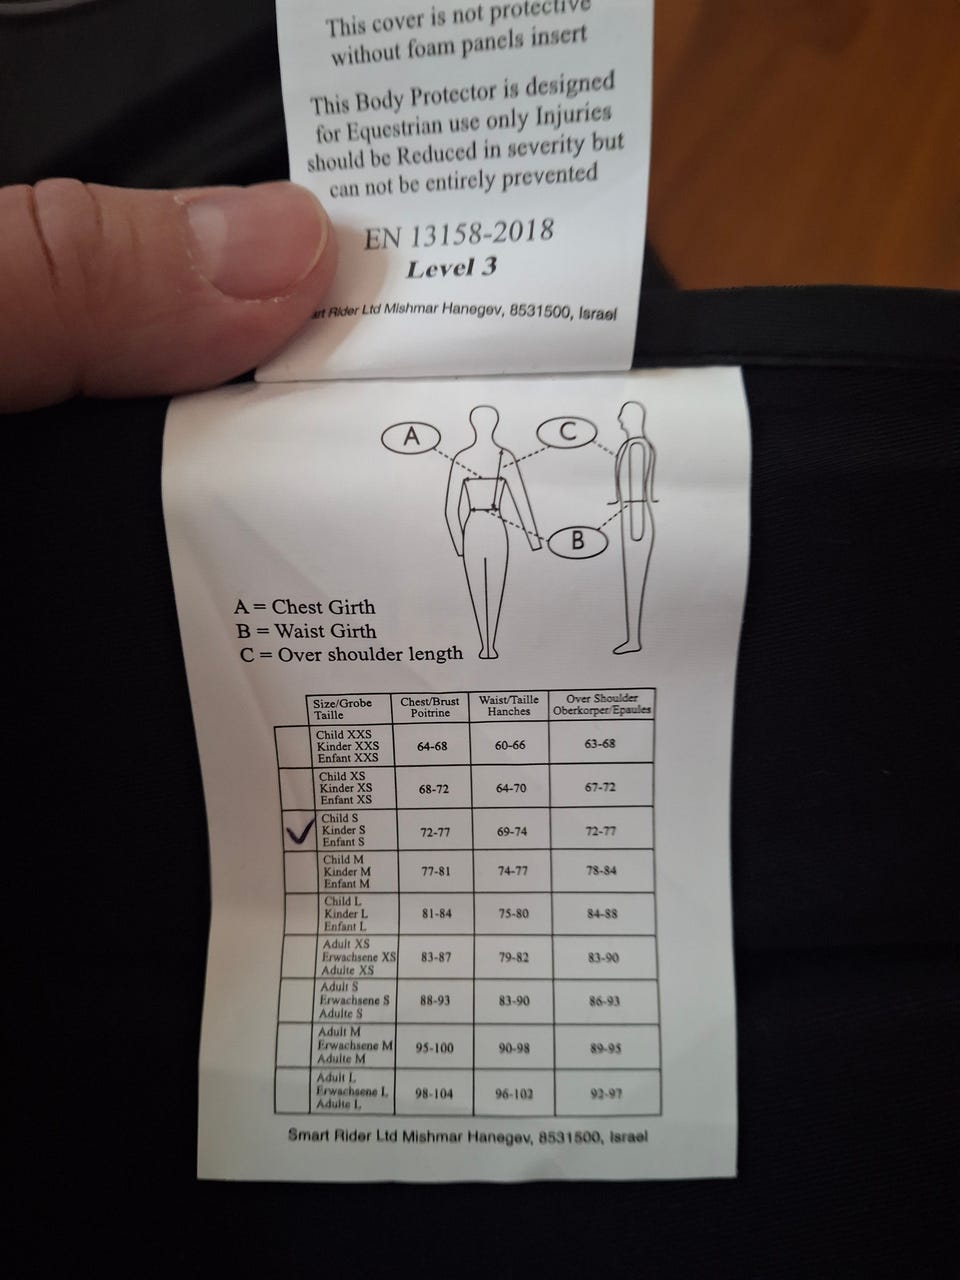 This cover is not protective
without foam panels insert
This Body Protector is designed
for Equestrian use only Injuries
should be Reduced in severity but
can not be entirely prevented
EN 13158-2018
Level 3
Rider Ltd Mishmar Hanegev, 8531500, Israel
A
C
B
A = Chest Girth
B = Waist Girth
C = Over shoulder length
Size/Grobe Taille
Chest/Brust Poitrine
Waist/Taille Hanches
Over Shoulder Oberkorper/Epaules
Child XXS
Kinder XXS 64-68 60-66 63-68
Enfant XXS
Child XS
Kinder XS 68-72 64-70 67-72
Enfant XS
Child S
Kinder S 72-77 69-74 72-77
Enfant S
Child M
Kinder M 77-81 74-77 78-84
Enfant M
Child L
Kinder L 81-84 75-80 84-88
Enfant L
Adult XS
Erwachsene XS 83-87 79-82 83-90
Adulte XS
Adult S
Erwachsene S 88-93 83-90 86-93
Adulte S
Adult M
Erwachsene M 95-100 90-98 89-95
Adulte M
Adult L
Erwachsene L 98-104 96-102 92-97
Adulte L
Smart Rider Ltd Mishmar Hanegev, 8531500, Israel